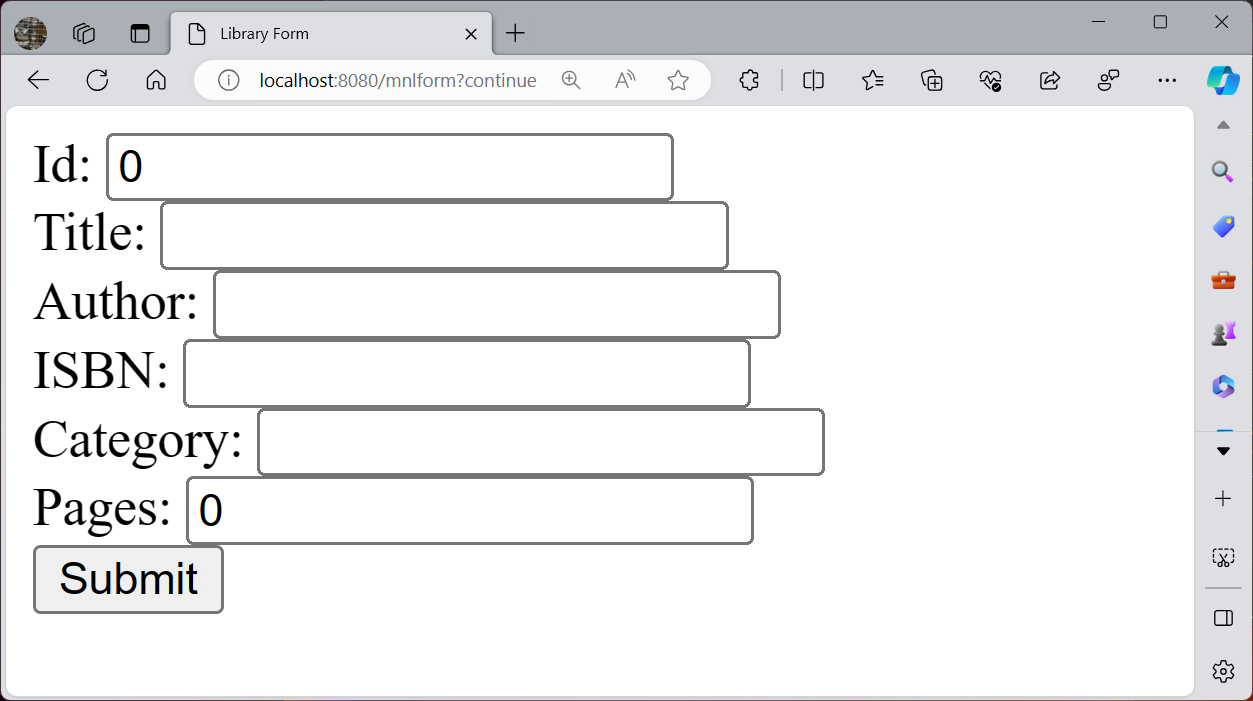 Library Form
localhost:8080/mnlform?continue
Id: 0
Title:
Author:
ISBN:
Category:
Pages: 0
Submit